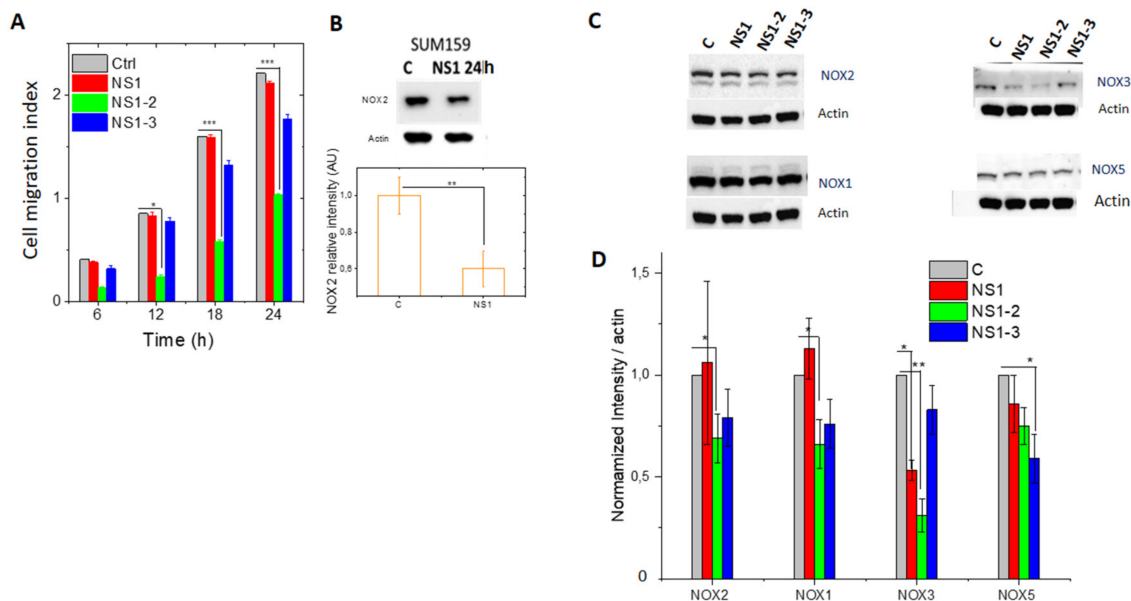 A
Ctrl
NS1
NS1-2
NS1-3
***
***
*
2
1
0
Cell migration index
6 12 18 24
Time (h)
B
SUM159
C NS1 24h
NOX2
Actin
NOX2 relative intensity (AU)
1,0
0,8
0,6
**
C NS1
C
C NS1 NS1-2 NS1-3
NOX2
Actin
NOX1
Actin
C NS1 NS1-2 NS1-3
NOX3
Actin
NOX5
Actin
D
C
NS1
NS1-2
NS1-3
1,5
1,0
0,5
0
Normamized Intensity / actin
* * * ** *
NOX2 NOX1 NOX3 NOX5